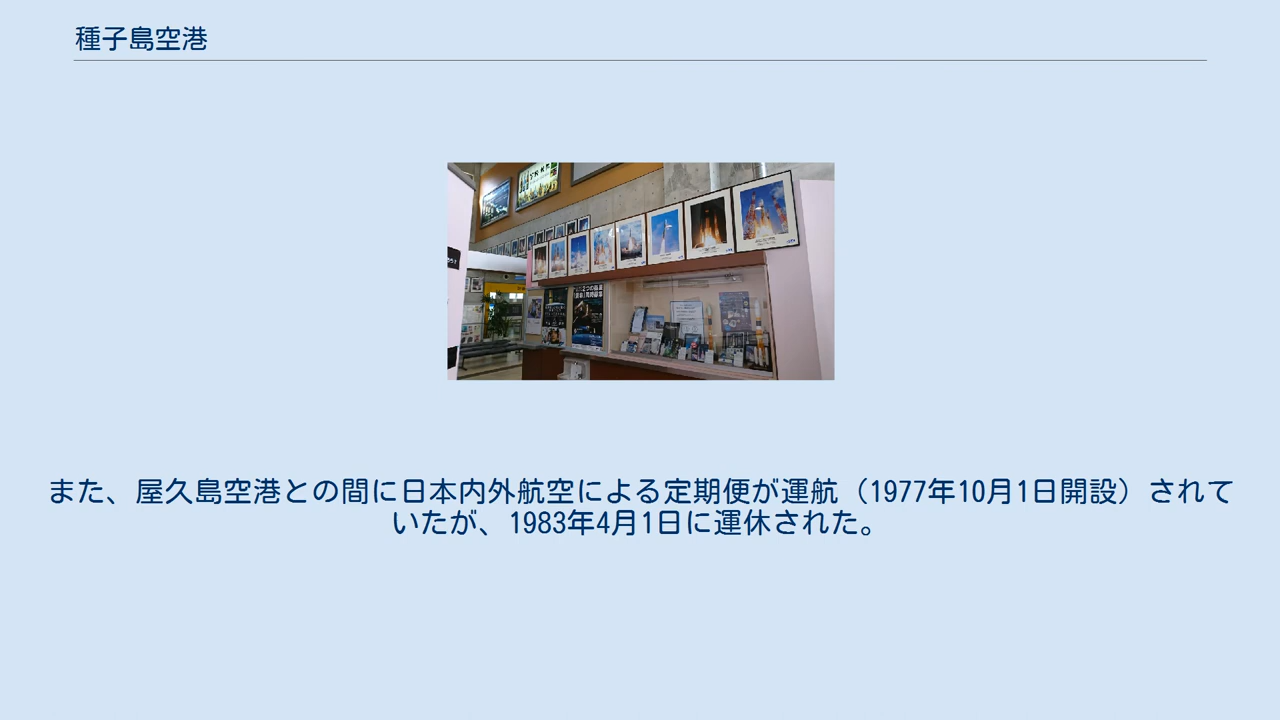 種子島空港
また、屋久島空港との間に日本内外航空による定期便が運航（1977年10月1日開設）されて
いたが、1983年4月1日に運休された。